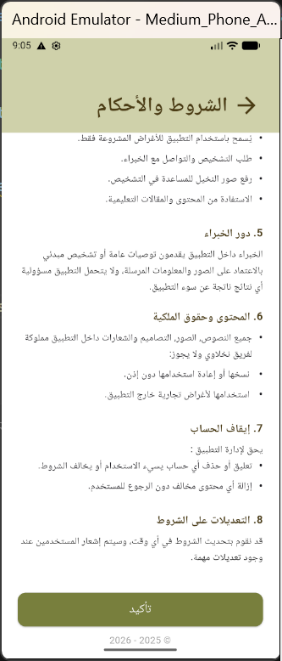 Android Emulator - Medium_Phone_A...
9:05
الشروط والأحكام
• يُسمح باستخدام التطبيق للأغراض المشروعة فقط.
• طلب التشخيص والتواصل مع الخبراء.
• رفع صور النخيل للمساعدة في التشخيص.
• الاستفادة من المحتوى والمقالات التعليمية.
5. دور الخبراء
الخبراء داخل التطبيق يقدمون توصيات عامة أو تشخيص مبدئي
بالاعتماد على الصور والمعلومات المرسلة، ولا يتحمل التطبيق مسؤولية
أي نتائج ناتجة عن سوء التطبيق.
6. المحتوى وحقوق الملكية
• جميع النصوص، الصور، التصاميم والشعارات داخل التطبيق مملوكة
لفريق نخلاوي ولا يجوز:
• نسخها أو إعادة استخدامها دون إذن.
• استخدامها لأغراض تجارية خارج التطبيق.
7. إيقاف الحساب
يحق لإدارة التطبيق :
• تعليق أو حذف أي حساب يسيء الاستخدام أو يخالف الشروط.
• إزالة أي محتوى مخالف دون الرجوع للمستخدم.
8. التعديلات على الشروط
قد نقوم بتحديث الشروط في أي وقت، وسيتم إشعار المستخدمين عند
وجود تعديلات مهمة.
تأكيد
© 2025 - 2026